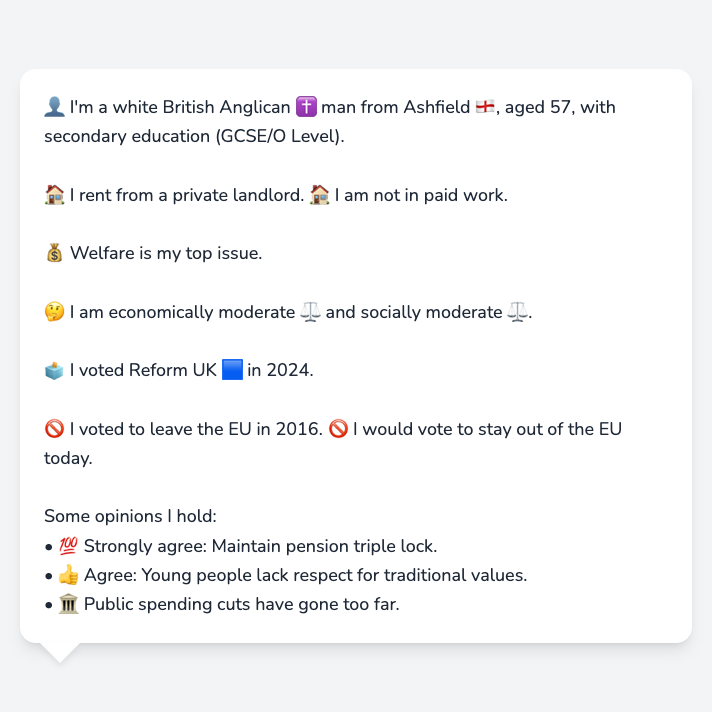 👤 I'm a white British Anglican ✝️ man from Ashfield 🏴󠁧󠁢󠁥󠁮󠁧󠁿, aged 57, with
secondary education (GCSE/O Level).
🏠 I rent from a private landlord. 🏠 I am not in paid work.
💰 Welfare is my top issue.
🤔 I am economically moderate ⚖️ and socially moderate ⚖️.
🗳️ I voted Reform UK 🟦 in 2024.
🚫 I voted to leave the EU in 2016. 🚫 I would vote to stay out of the EU
today.
Some opinions I hold:
• 💯 Strongly agree: Maintain pension triple lock.
• 👍 Agree: Young people lack respect for traditional values.
• 🏛️ Public spending cuts have gone too far.